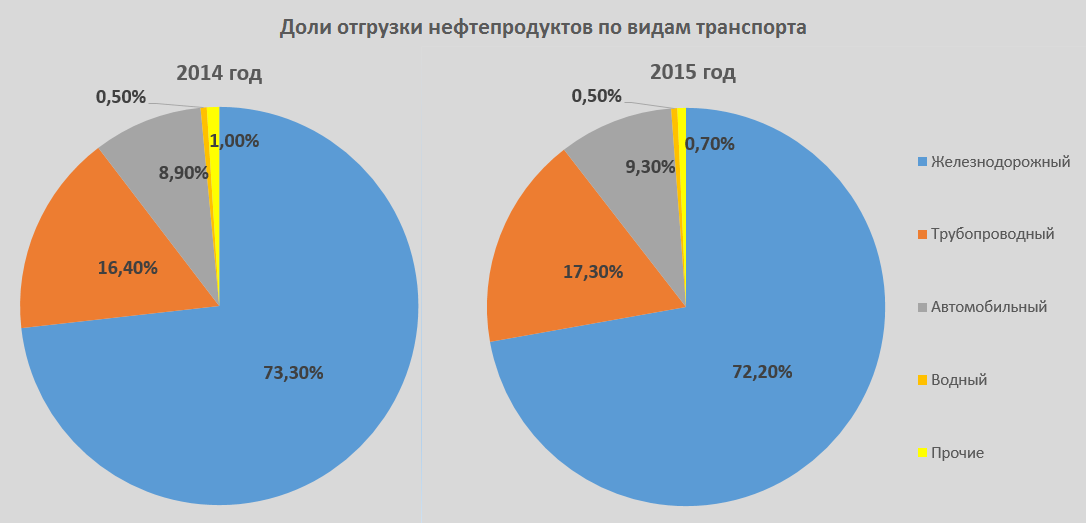 Доли отгрузки нефтепродуктов по видам транспорта
2014 год
0,50%
1,00%
8,90%
16,40%
73,30%
2015 год
0,50%
0,70%
9,30%
17,30%
72,20%
Железнодорожный
Трубопроводный
Автомобильный
Водный
Прочие